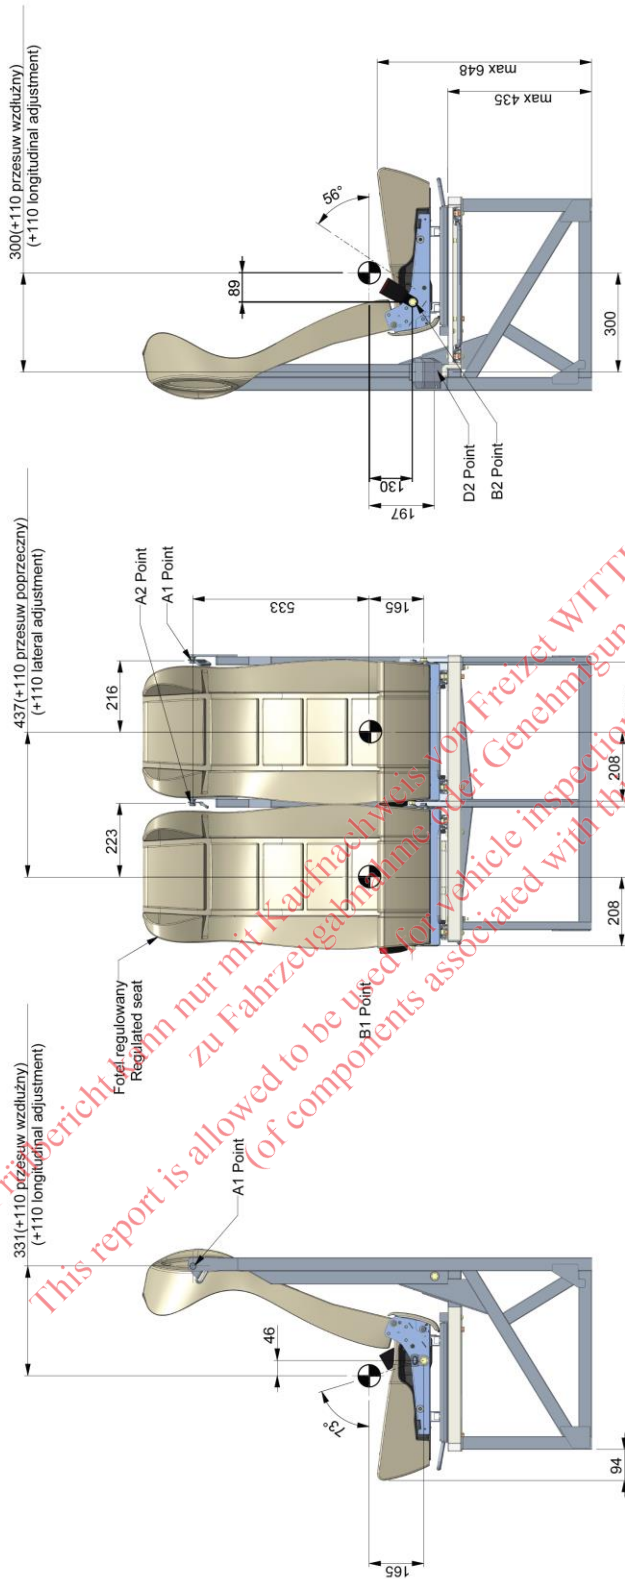 300(+110 przesuw wzdłużny)
(+110 longitudinal adjustment)
56°
89
max 648
max 435
300
130
197
D2 Point
B2 Point
437(+110 przesuw poprzeczny)
(+110 lateral adjustment)
A2 Point
A1 Point
216
223
533
165
208
208
Fotel regulowany
Regulated seat
B1 Point
331(+110 przesuw wzdłużny)
(+110 longitudinal adjustment)
A1 Point
46
73°
94
165
kann nur mit Kaufnachweis von Freizet
zu Fahrzeugabnahme oder
This report is allowed to be used for vehicle inspection
(of components associated with